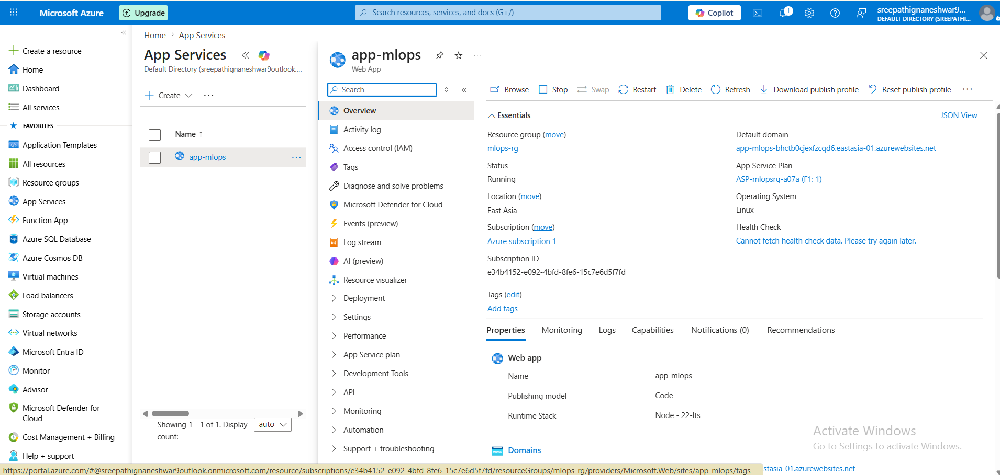 Microsoft Azure
Upgrade
Search resources, services, and docs (G+/)
Copilot
1
sreepathignaneshwar9...
DEFAULT DIRECTORY (SREEPATHI...
Create a resource
Home
Dashboard
All services
FAVORITES
Application Templates
All resources
Resource groups
App Services
Function App
Azure SQL Database
Azure Cosmos DB
Virtual machines
Load balancers
Storage accounts
Virtual networks
Microsoft Entra ID
Monitor
Advisor
Microsoft Defender for
Cloud
Cost Management + Billing
Help + support
Home > App Services
App Services
Default Directory (sreepathignaneshwar9outlook....
Create
Name ↑
app-mlops
Showing 1 - 1 of 1. Display
count:
auto
app-mlops
Web App
Search
Overview
Activity log
Access control (IAM)
Tags
Diagnose and solve problems
Microsoft Defender for Cloud
Events (preview)
Log stream
AI (preview)
Resource visualizer
Deployment
Settings
Performance
App Service plan
Development Tools
API
Monitoring
Automation
Support + troubleshooting
Browse Stop Swap Restart Delete Refresh Download publish profile Reset publish profile
Essentials
JSON View
Resource group (move)
mlops-rg
Status
Running
Location (move)
East Asia
Subscription (move)
Azure subscription 1
Subscription ID
e34b4152-e092-4bfd-8fe6-15c7e6d5f7fd
Default domain
app-mlops-bhctb0cjexfzcqd6.eastasia-01.azurewebsites.net
App Service Plan
ASP-mlopsrg-a07a (F1: 1)
Operating System
Linux
Health Check
Cannot fetch health check data. Please try again later.
Tags (edit)
Add tags
Properties Monitoring Logs Capabilities Notifications (0) Recommendations
Web app
Name app-mlops
Publishing model Code
Runtime Stack Node - 22-lts
Domains
stasia-01.azurewebsites.net
Activate Windows
Go to Settings to activate Windows.
https://portal.azure.com/#@sreepathignaneshwar9outlook.onmicrosoft.com/resource/subscriptions/e34b4152-e092-4bfd-8fe6-15c7e6d5f7fd/resourceGroups/mlops-rg/providers/Microsoft.Web/sites/app-mlops/tags